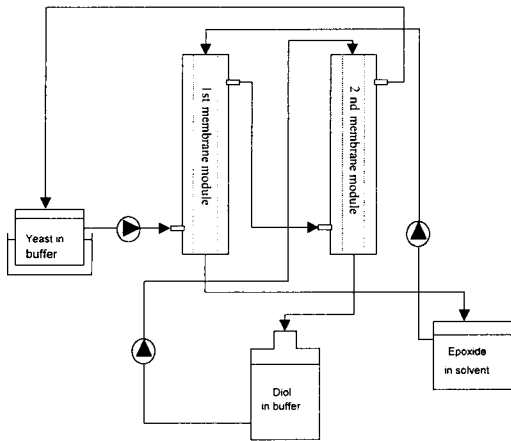 1st membrane module
2 nd membrane module
Yeast in
buffer
Epoxide
in solvent
Diol
in buffer